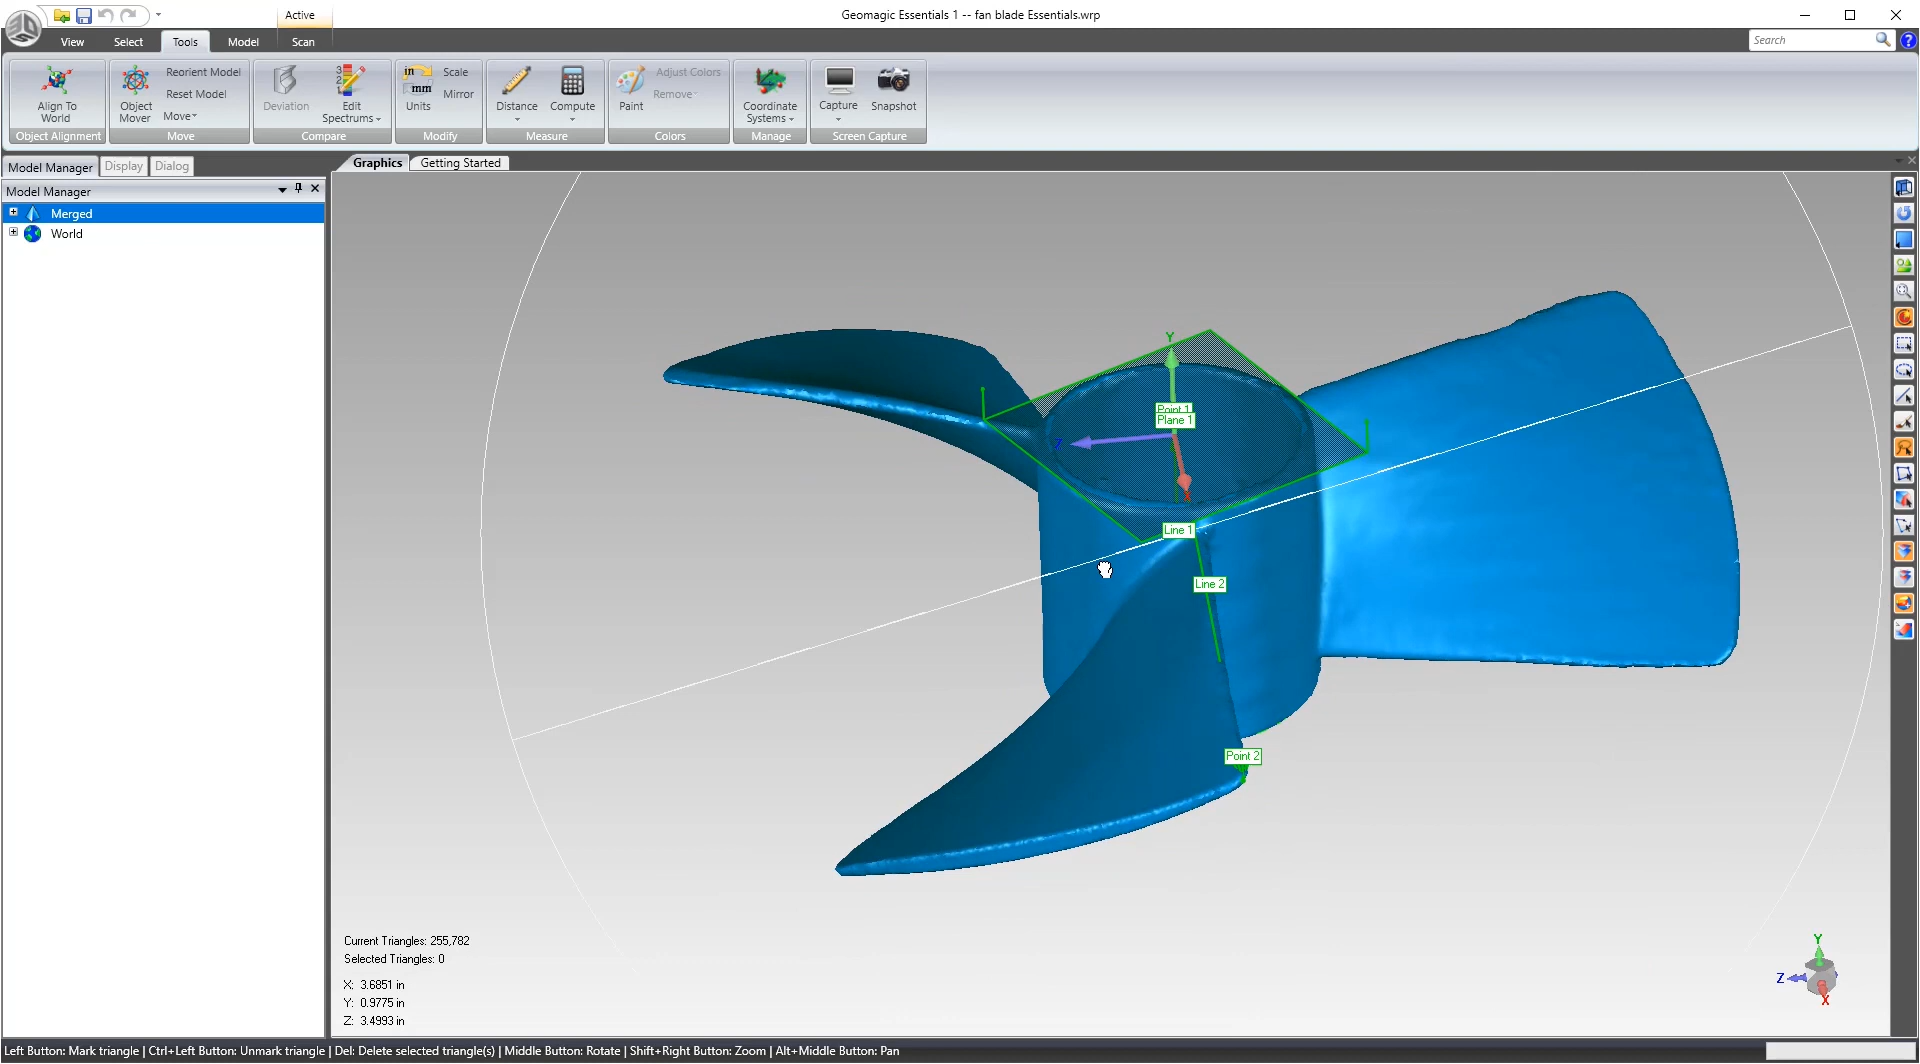 Active
Geomagic Essentials 1 -- fan blade Essentials.wrp
View Select Tools Model Scan
Search
Align To World
Object Alignment
Object Mover
Reorient Model
Reset Model
Move
Move
Deviation
Edit Spectrums
Compare
in
mm
Units
Scale
Mirror
Modify
Distance
Compute
Measure
Paint
Adjust Colors
Remove
Colors
Coordinate Systems
Manage
Capture
Snapshot
Screen Capture
Model Manager Display Dialog
Graphics Getting Started
Model Manager
Merged
World
Y
Point 1
Plane 1
Z
X
Line 1
Line 2
Point 2
Current Triangles: 255,782
Selected Triangles: 0
X: 3.6851 in
Y: 0.9775 in
Z: 3.4993 in
Y
Z
X
Left Button: Mark triangle | Ctrl+Left Button: Unmark triangle | Del: Delete selected triangle(s) | Middle Button: Rotate | Shift+Right Button: Zoom | Alt+Middle Button: Pan